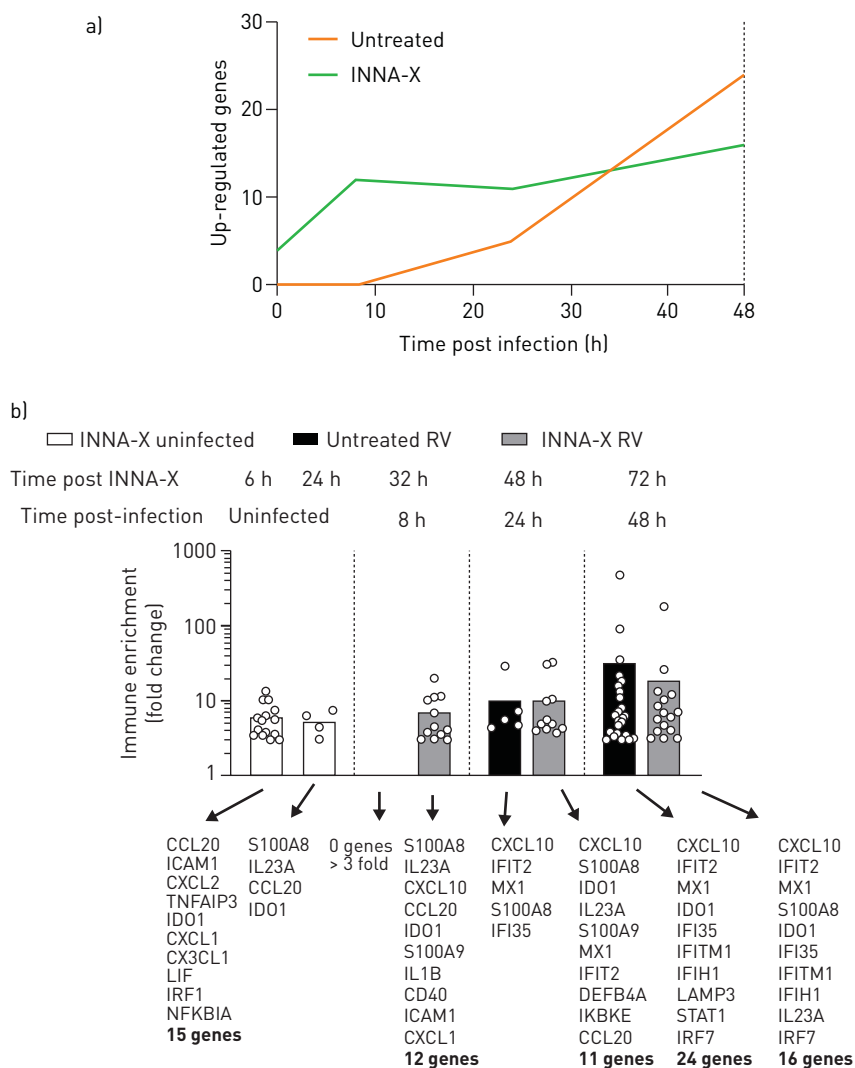 a)
30
20
10
0
Up-regulated genes
Untreated
INNA-X
0 10 20 30 40 48
Time post infection (h)
b)
INNA-X uninfected Untreated RV INNA-X RV
Time post INNA-X 6 h 24 h 32 h 48 h 72 h
Time post-infection Uninfected 8 h 24 h 48 h
Immune enrichment
(fold change)
1000
100
10
1
CCL20
ICAM1
CXCL2
TNFAIP3
IDO1
CXCL1
CX3CL1
LIF
IRF1
NFKBIA
15 genes
S100A8
IL23A
CCL20
IDO1
0 genes
> 3 fold
S100A8
IL23A
CXCL10
CCL20
IDO1
S100A9
IL1B
CD40
ICAM1
CXCL1
12 genes
CXCL10
IFIT2
MX1
S100A8
IFI35
CXCL10
S100A8
IDO1
IL23A
S100A9
MX1
IFIT2
DEFB4A
IKBKE
CCL20
11 genes
CXCL10
IFIT2
MX1
IDO1
IFI35
IFITM1
IFIH1
LAMP3
STAT1
IRF7
24 genes
CXCL10
IFIT2
MX1
S100A8
IDO1
IFI35
IFITM1
IFIH1
IL23A
IRF7
16 genes